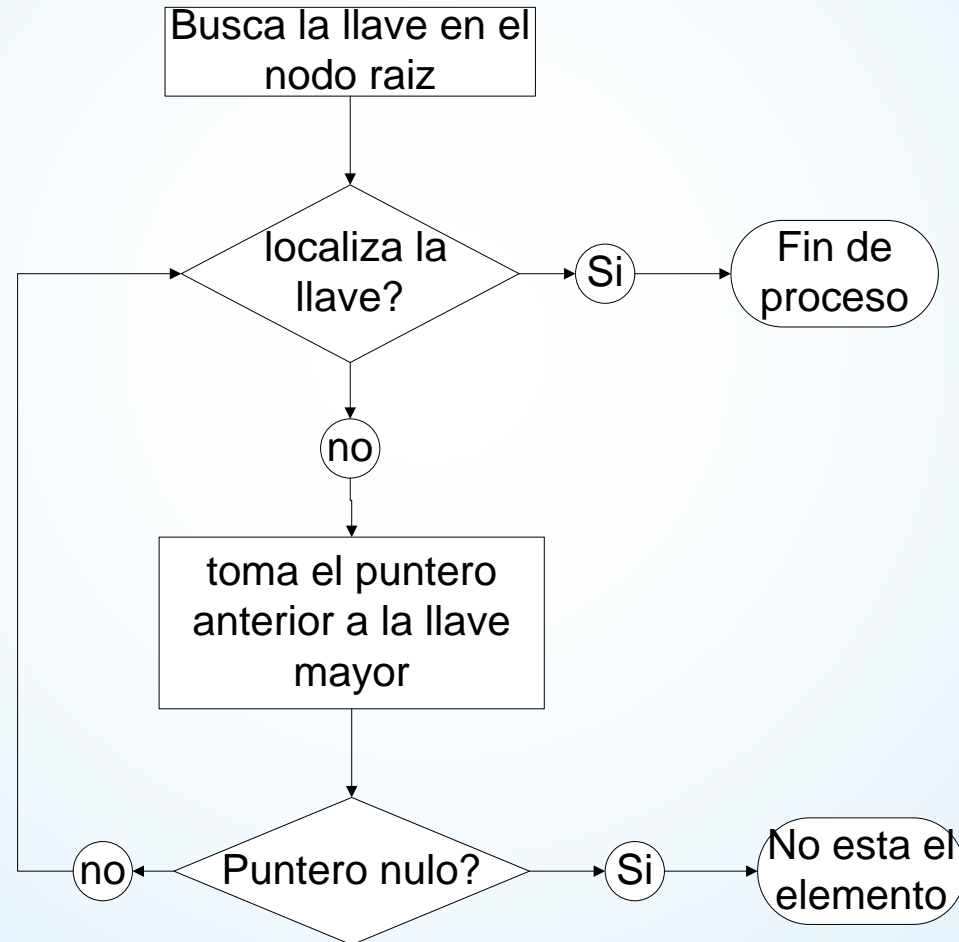 Busca la llave en el
nodo raiz
localiza la
llave?
Si
Fin de
proceso
no
toma el puntero
anterior a la llave
mayor
no
Puntero nulo?
Si
No esta el
elemento